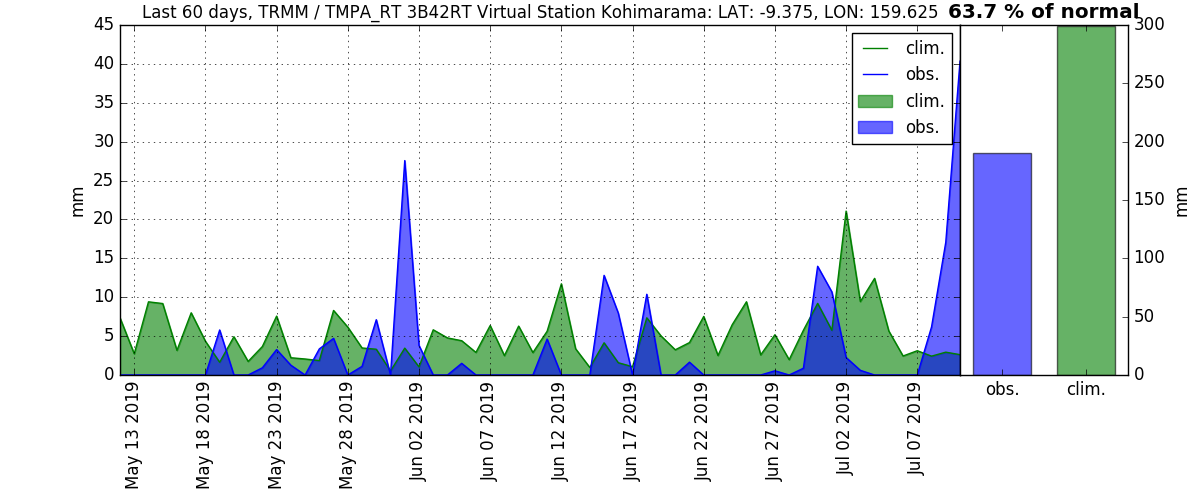 Last 60 days, TRMM / TMPA_RT 3B42RT Virtual Station Kohimarama: LAT: -9.375, LON: 159.625 63.7 % of normal
45
40
35
30
25
20
15
10
5
0
mm
clim.
obs.
clim.
obs.
300
250
200
150
100
50
0
mm
May 13 2019
May 18 2019
May 23 2019
May 28 2019
Jun 02 2019
Jun 07 2019
Jun 12 2019
Jun 17 2019
Jun 22 2019
Jun 27 2019
Jul 02 2019
Jul 07 2019
obs. clim.